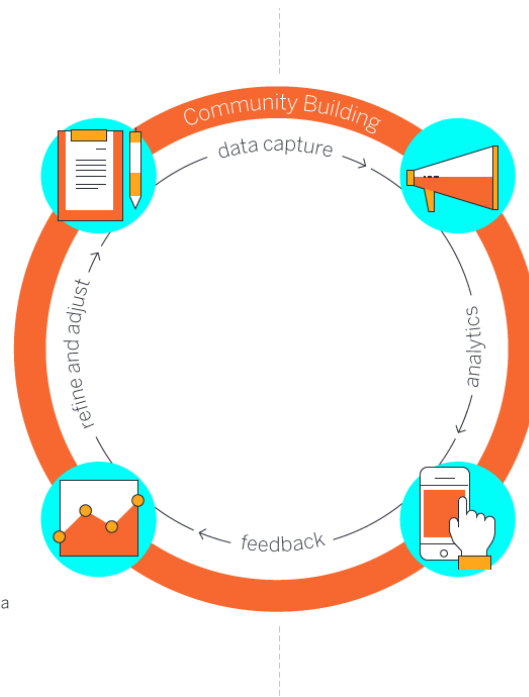 Community Building
data capture
analytics
feedback
refine and adjust
a